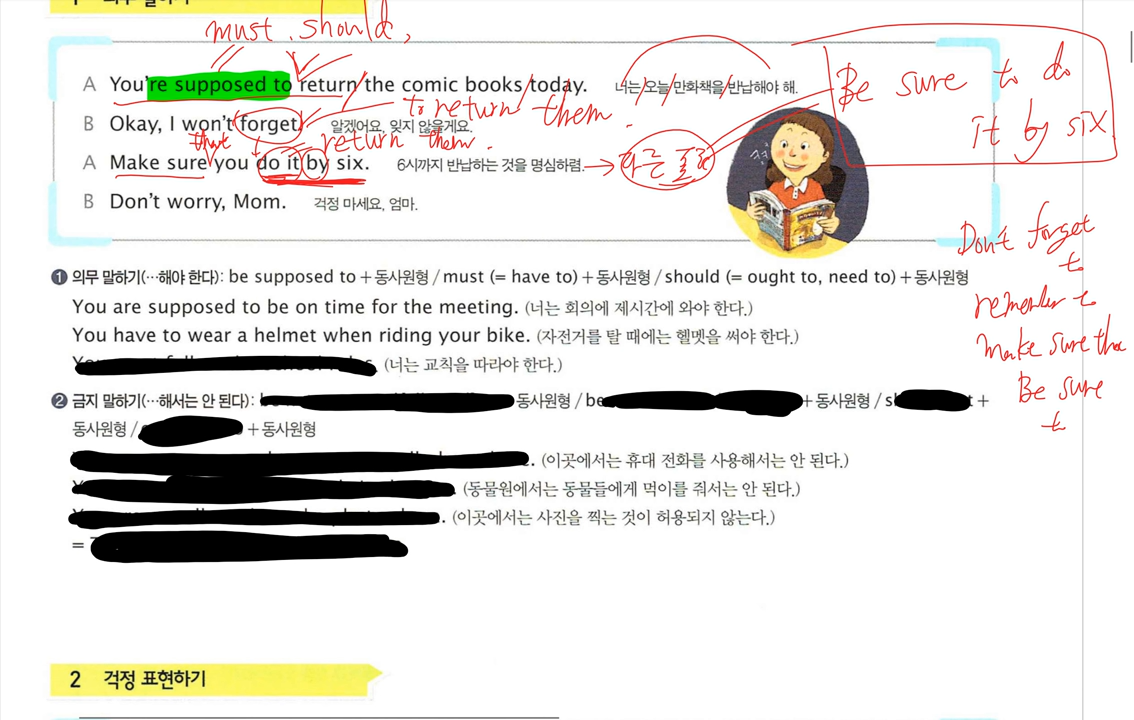 must, should,
A You're supposed to return the comic books today. 너는 오늘 만화책을 반납해야 해.
Be sure to do it by six
B Okay, I won't forget. 알겠어요, 잊지 않을게요.
to return them.
that return them.
A Make sure you do it by six. 6시까지 반납하는 것을 명심하렴. → 다른 표현
B Don't worry, Mom. 걱정 마세요, 엄마.
Don't forget to
remember to
make sure that
Be sure to
❶ 의무 말하기(…해야 한다): be supposed to + 동사원형 / must (= have to) + 동사원형 / should (= ought to, need to) + 동사원형
You are supposed to be on time for the meeting. (너는 회의에 제시간에 와야 한다.)
You have to wear a helmet when riding your bike. (자전거를 탈 때에는 헬멧을 써야 한다.)
(너는 교칙을 따라야 한다.)
❷ 금지 말하기(…해서는 안 된다): 동사원형 / be + 동사원형 / +
동사원형 / + 동사원형
(이곳에서는 휴대 전화를 사용해서는 안 된다.)
(동물원에서는 동물들에게 먹이를 줘서는 안 된다.)
(이곳에서는 사진을 찍는 것이 허용되지 않는다.)
=
2 걱정 표현하기